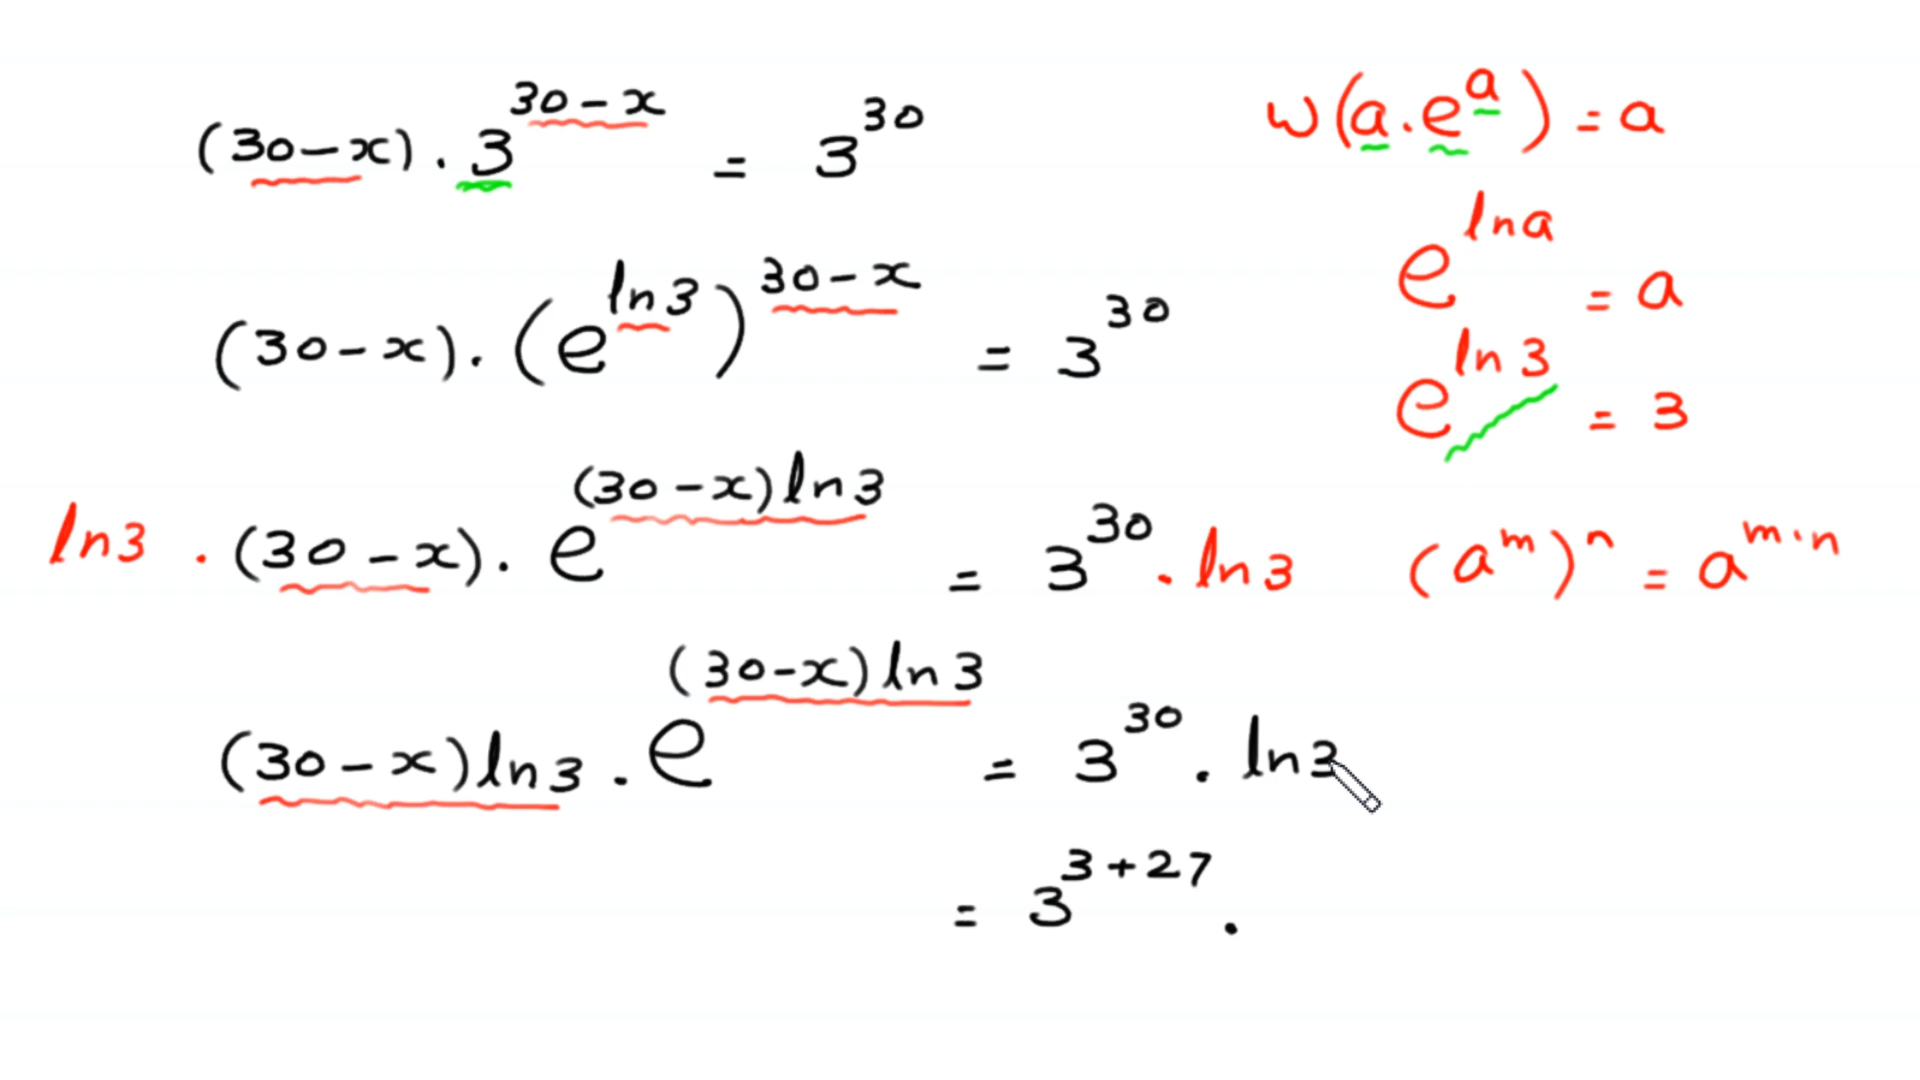 (30-x) · 3^(30-x) = 3^30
w(a·e^a) = a
e^(ln a) = a
(30-x) · (e^(ln3))^(30-x) = 3^30
e^(ln 3) = 3
ln3 · (30-x) · e^((30-x)ln3) = 3^30 · ln3
(a^m)^n = a^(m·n)
(30-x)ln3 · e^((30-x)ln3) = 3^30 · ln3
= 3^(3+27) ·